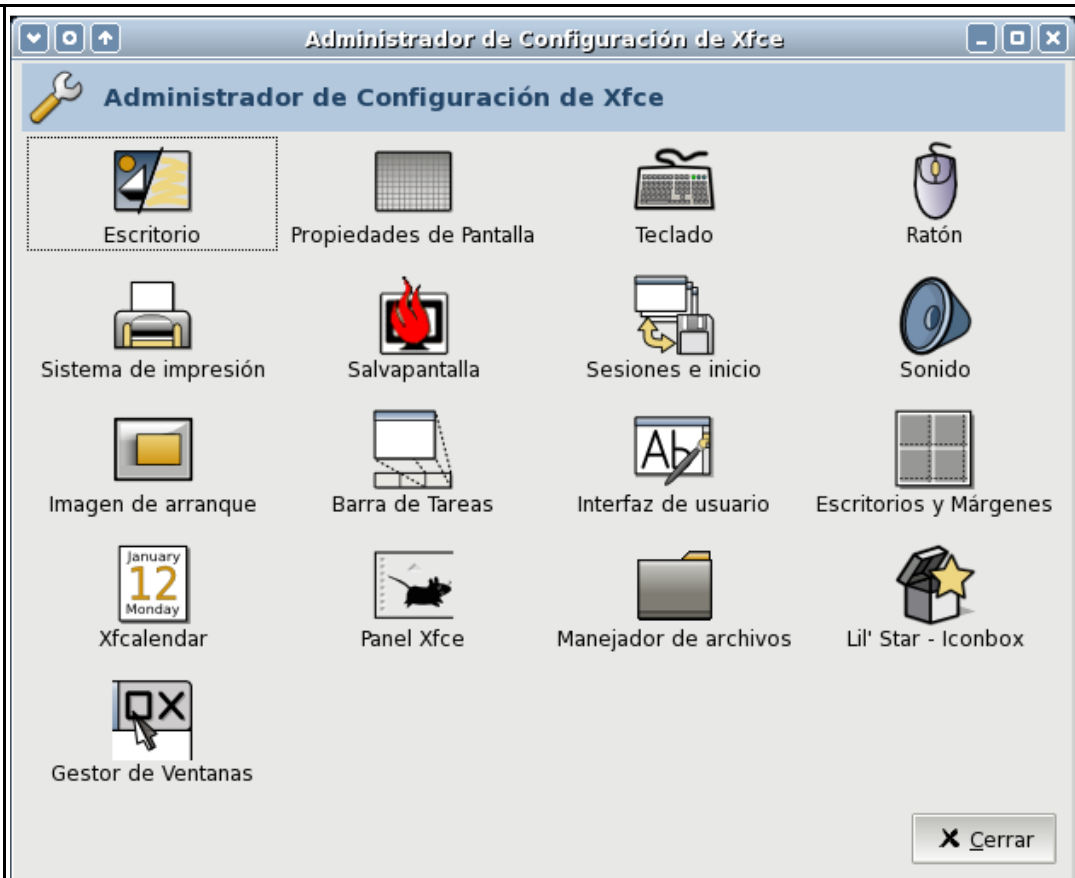 Administrador de Configuración de Xfce
Administrador de Configuración de Xfce
Escritorio
Propiedades de Pantalla
Teclado
Ratón
Sistema de impresión
Salvapantalla
Sesiones e inicio
Sonido
Imagen de arranque
Barra de Tareas
Ab
Interfaz de usuario
Escritorios y Márgenes
January
12
Monday
Xfcalendar
Panel Xfce
Manejador de archivos
Lil' Star - Iconbox
Gestor de Ventanas
Cerrar